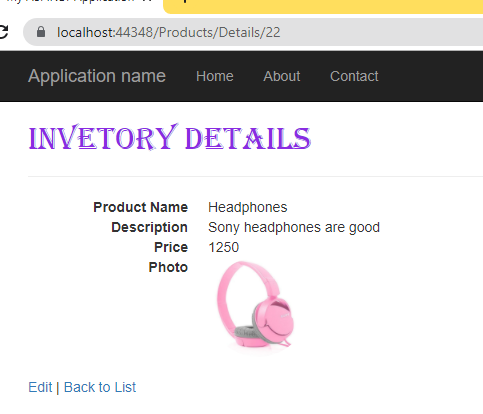 localhost:44348/Products/Details/22
Application name Home About Contact
INVETORY DETAILS
Product Name Headphones
Description Sony headphones are good
Price 1250
Photo
Edit | Back to List